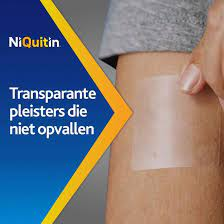 NiQuitin
Transparante
pleisters die
niet opvallen